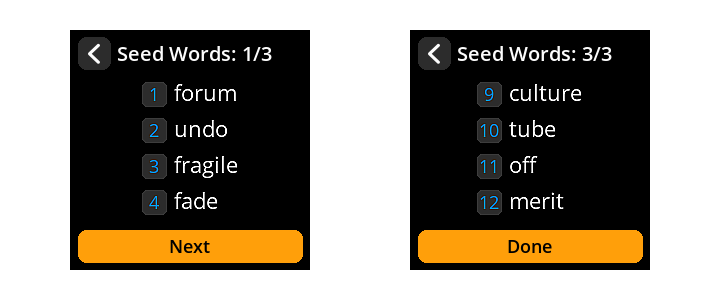 Seed Words: 1/3
1 forum
2 undo
3 fragile
4 fade
Next
Seed Words: 3/3
9 culture
10 tube
11 off
12 merit
Done